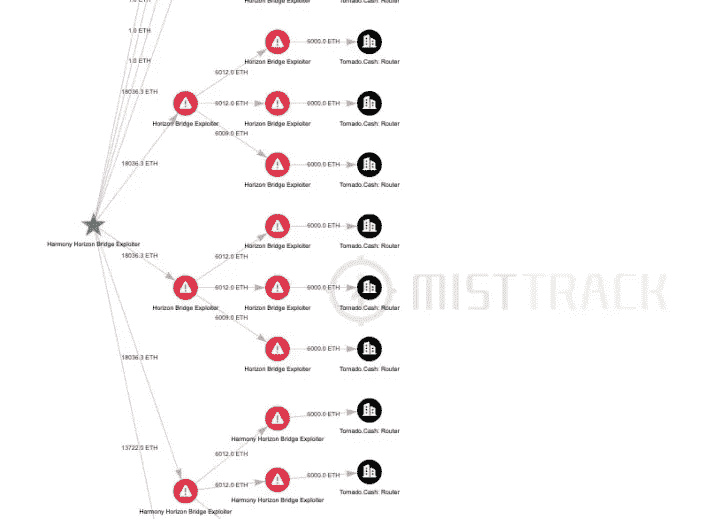 1.0 ETH
Horizon Bridge Exploiter
Tornado.Cash: Router
1.0 ETH
6000.0 ETH
1.0 ETH
Horizon Bridge Exploiter
Tornado.Cash: Router
6012.0 ETH
18036.3 ETH
6012.0 ETH
6000.0 ETH
Horizon Bridge Exploiter
Horizon Bridge Exploiter
Tornado.Cash: Router
6009.0 ETH
18036.3 ETH
6000.0 ETH
Horizon Bridge Exploiter
Tornado.Cash: Router
6000.0 ETH
Harmony Horizon Bridge Exploiter
Horizon Bridge Exploiter
Tornado.Cash: Router
18036.3 ETH
6012.0 ETH
6012.0 ETH
6000.0 ETH
MISTTRACK
Horizon Bridge Exploiter
Horizon Bridge Exploiter
Tornado.Cash: Router
6009.0 ETH
6000.0 ETH
18036.3 ETH
Horizon Bridge Exploiter
Tornado.Cash: Router
6000.0 ETH
Tornado.Cash: Router
Harmony Horizon Bridge Exploiter
13722.5 ETH
6012.0 ETH
6000.0 ETH
6012.0 ETH
Tornado.Cash: Router
Harmony Horizon Bridge Exploiter
Harmony Horizon Bridge Exploiter